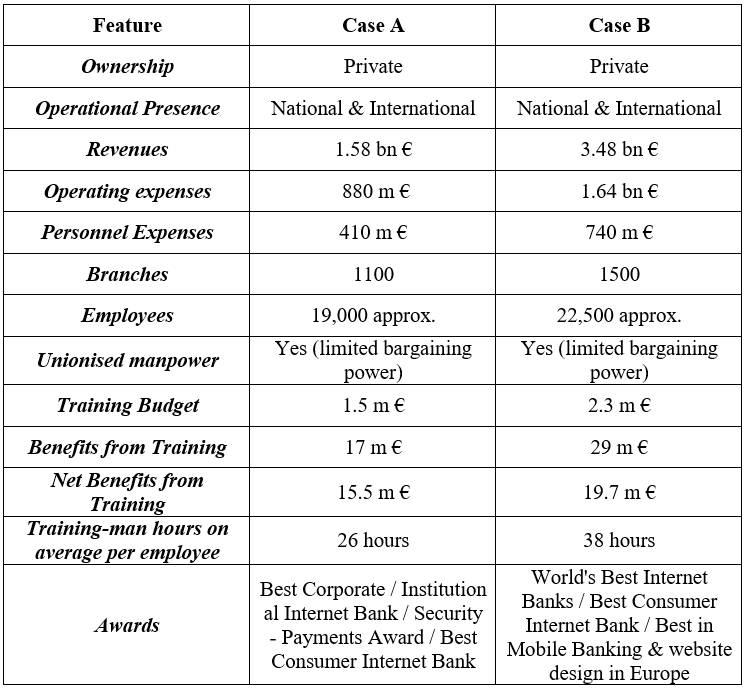 Feature Case A Case B
Ownership Private Private
Operational Presence National & International National & International
Revenues 1.58 bn € 3.48 bn €
Operating expenses 880 m € 1.64 bn €
Personnel Expenses 410 m € 740 m €
Branches 1100 1500
Employees 19,000 approx. 22,500 approx.
Unionised manpower Yes (limited bargaining Yes (limited bargaining
power) power)
Training Budget 1.5 m € 2.3 m €
Benefits from Training 17 m € 29 m €
Net Benefits from
Training 15.5 m € 19.7 m €
Training-man hours on
average per employee 26 hours 38 hours
Awards
Best Corporate / Institution
al Internet Bank / Security
- Payments Award / Best
Consumer Internet Bank
World's Best Internet
Banks / Best Consumer
Internet Bank / Best in
Mobile Banking & website
design in Europe